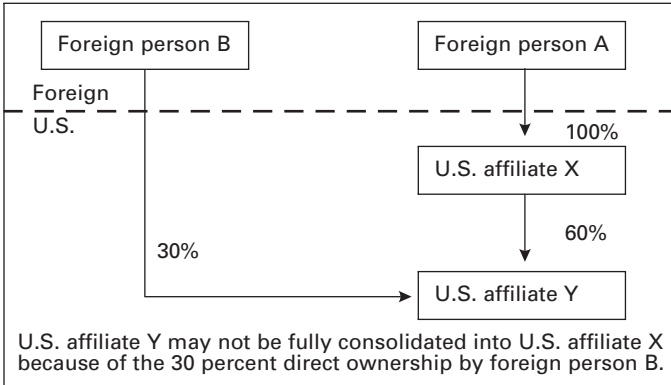 Foreign person B
Foreign person A
Foreign
U.S.
100%
U.S. affiliate X
30%
60%
U.S. affiliate Y
U.S. affiliate Y may not be fully consolidated into U.S. affiliate X
because of the 30 percent direct ownership by foreign person B.